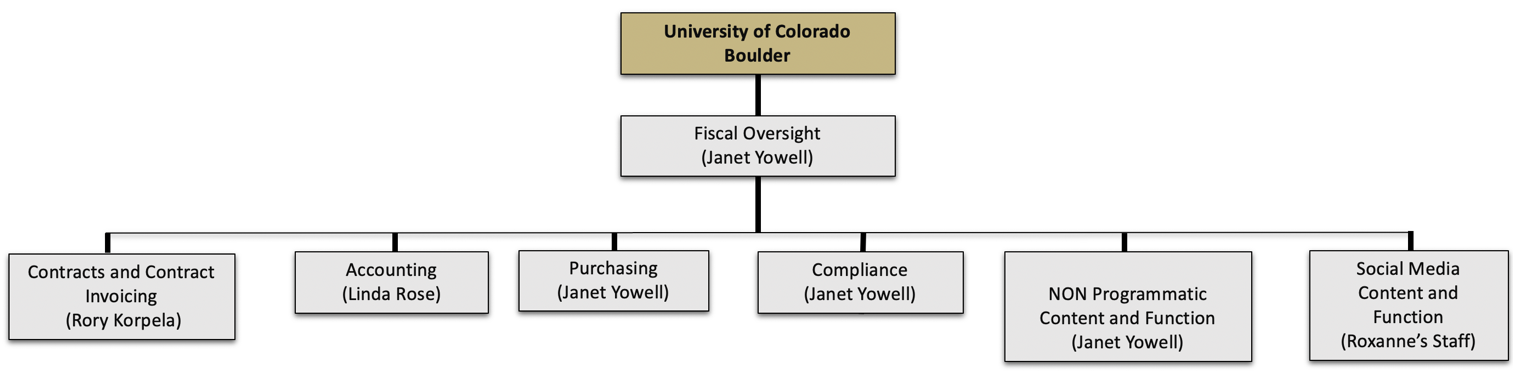 University of Colorado
Boulder
Fiscal Oversight
(Janet Yowell)
Contracts and Contract
Invoicing
(Rory Korpela)
Accounting
(Linda Rose)
Purchasing
(Janet Yowell)
Compliance
(Janet Yowell)
NON Programmatic
Content and Function
(Janet Yowell)
Social Media
Content and
Function
(Roxanne’s Staff)